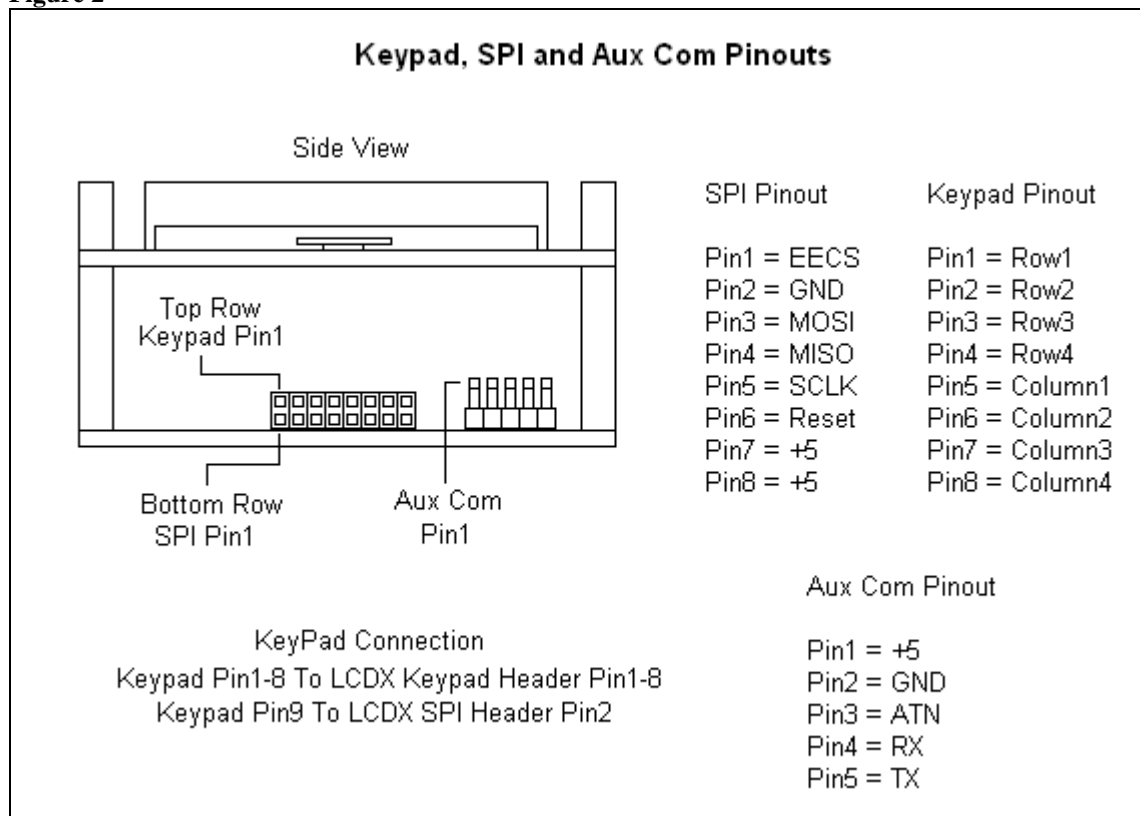 Figure 2
Keypad, SPI and Aux Com Pinouts
Side View
Top Row
Keypad Pin1
Bottom Row
SPI Pin1
Aux Com
Pin1
SPI Pinout
Pin1 = EECS
Pin2 = GND
Pin3 = MOSI
Pin4 = MISO
Pin5 = SCLK
Pin6 = Reset
Pin7 = +5
Pin8 = +5
Keypad Pinout
Pin1 = Row1
Pin2 = Row2
Pin3 = Row3
Pin4 = Row4
Pin5 = Column1
Pin6 = Column2
Pin7 = Column3
Pin8 = Column4
KeyPad Connection
Keypad Pin1-8 To LCDX Keypad Header Pin1-8
Keypad Pin9 To LCDX SPI Header Pin2
Aux Com Pinout
Pin1 = +5
Pin2 = GND
Pin3 = ATN
Pin4 = RX
Pin5 = TX